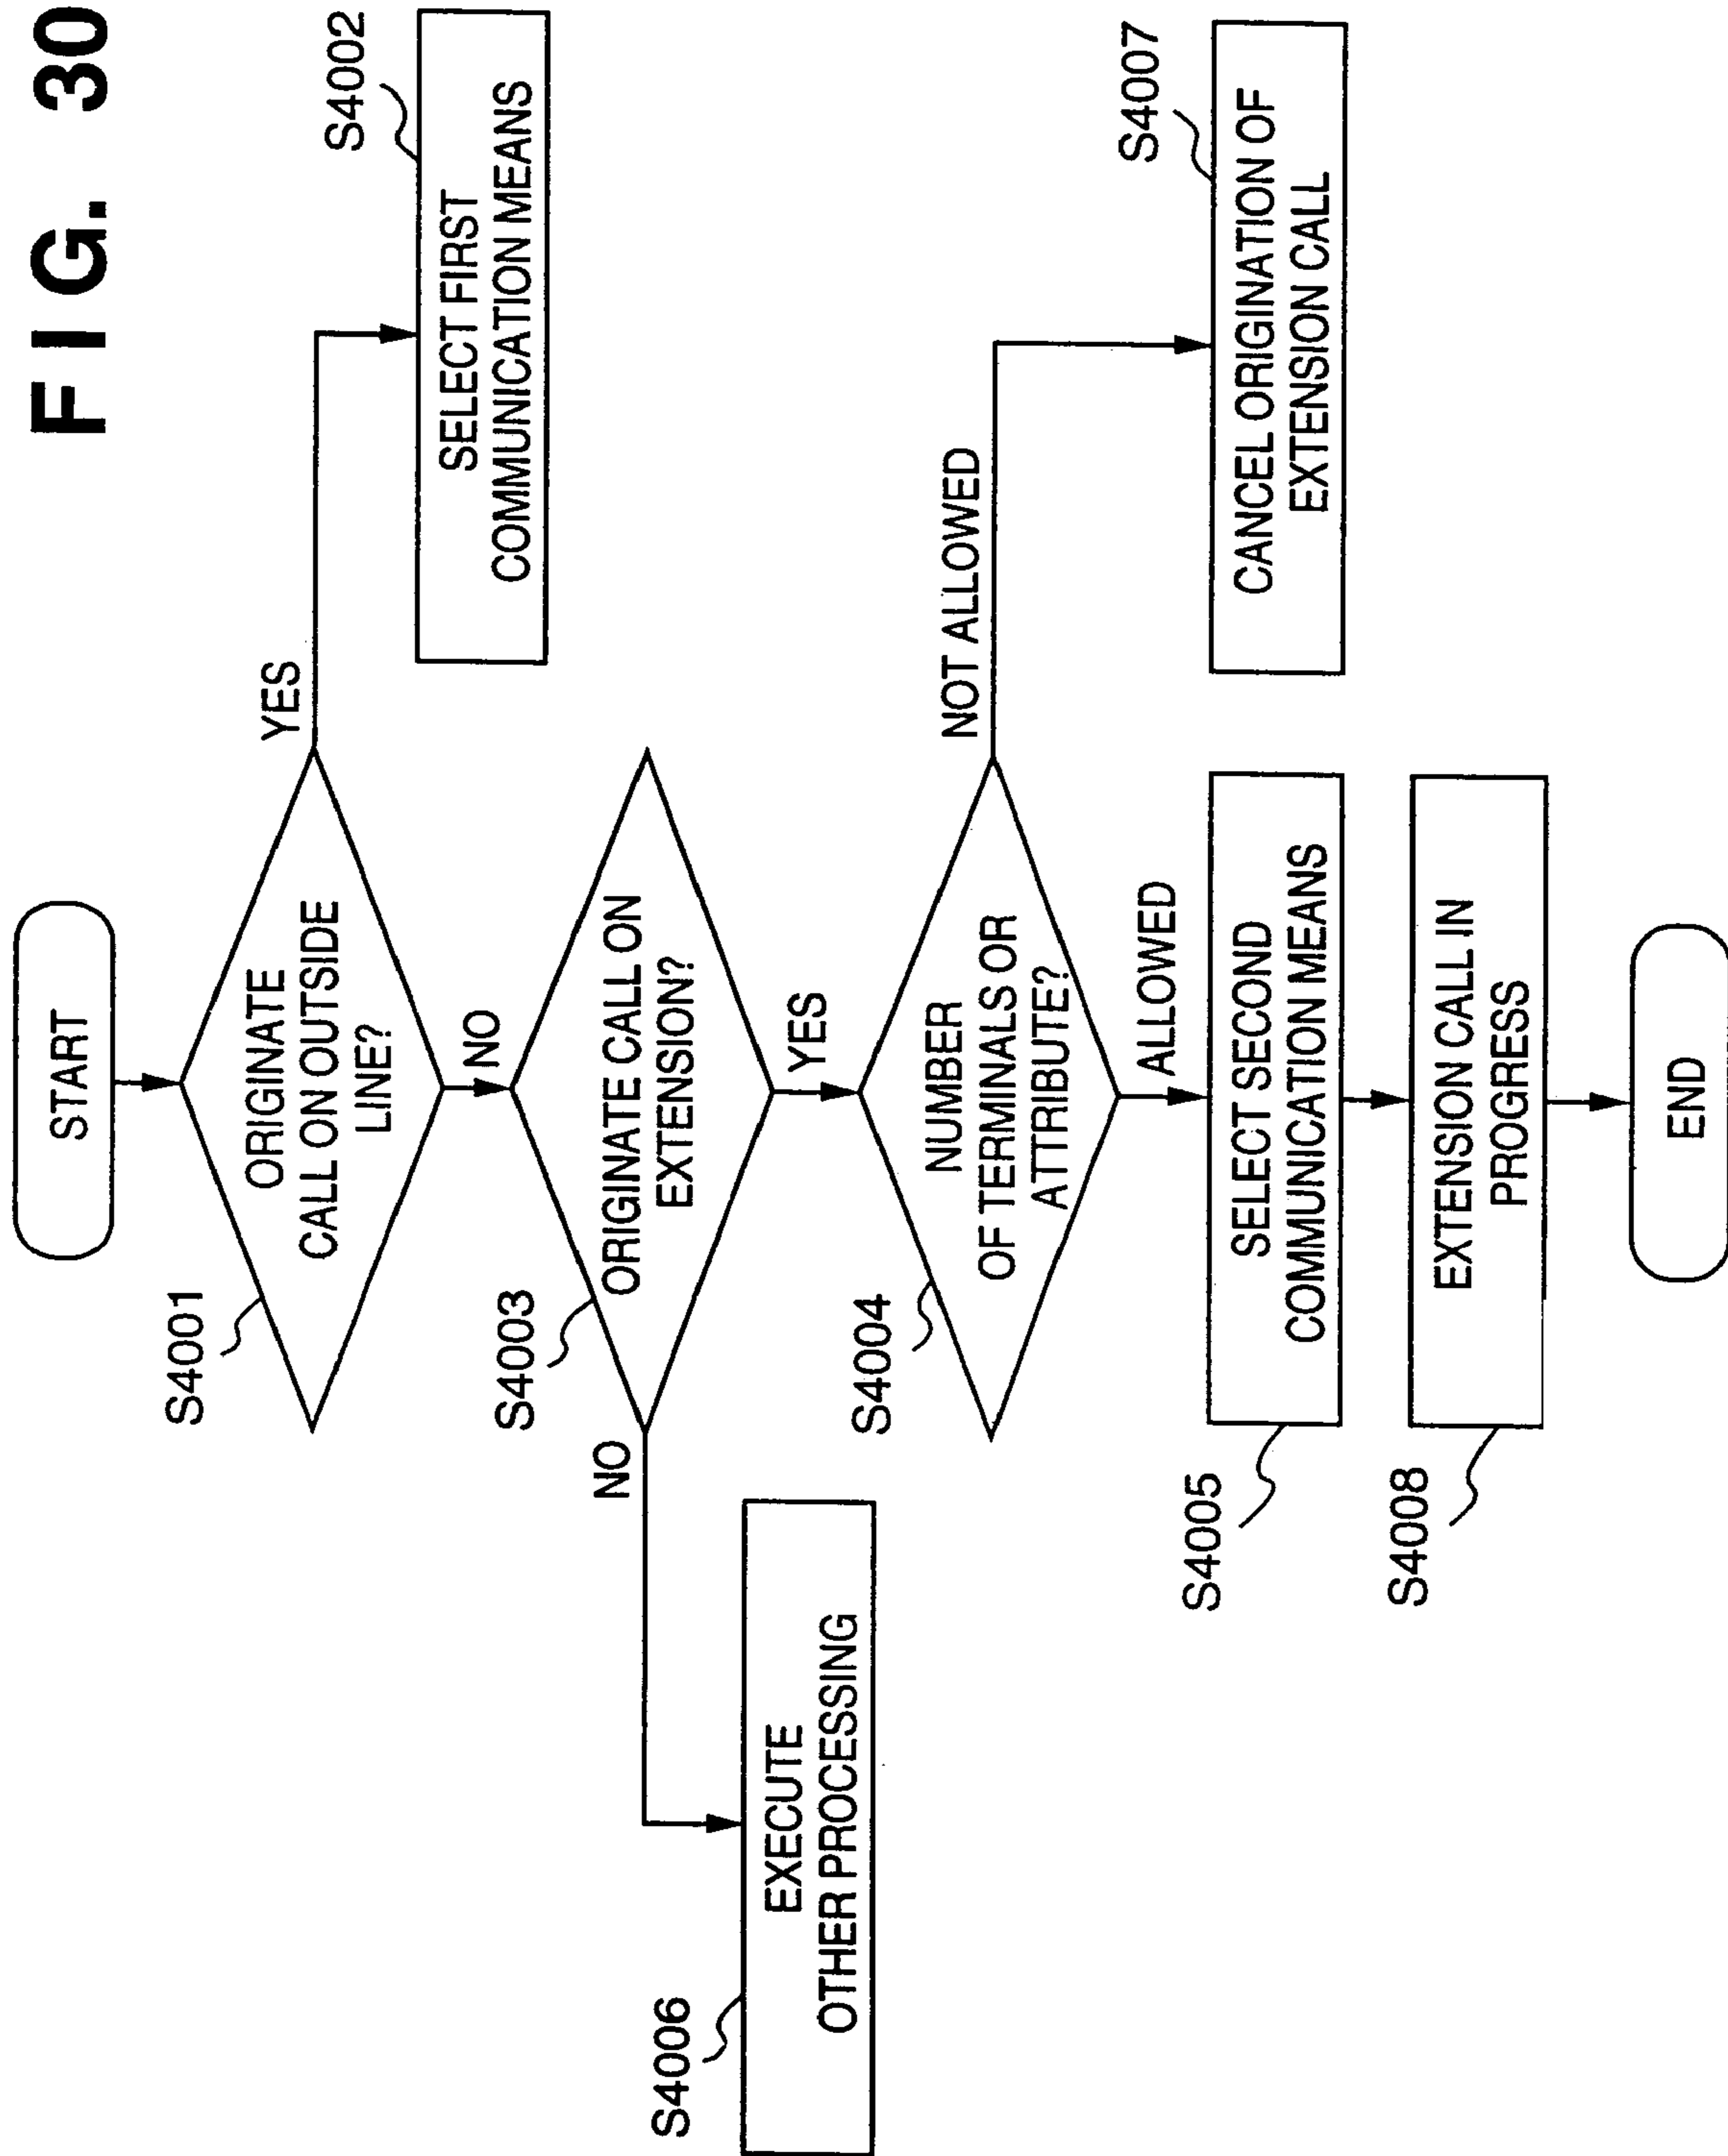 FIG. 30
START
S4001
ORIGINATE
CALL ON OUTSIDE
LINE?
YES
S4002
SELECT FIRST
COMMUNICATION MEANS
NO
S4003
ORIGINATE CALL ON
EXTENSION?
NO
S4006
EXECUTE
OTHER PROCESSING
YES
S4004
NUMBER
OF TERMINALS OR
ATTRIBUTE?
NOT ALLOWED
S4007
CANCEL ORIGINATION OF
EXTENSION CALL
ALLOWED
S4005
SELECT SECOND
COMMUNICATION MEANS
S4008
EXTENSION CALL IN
PROGRESS
END